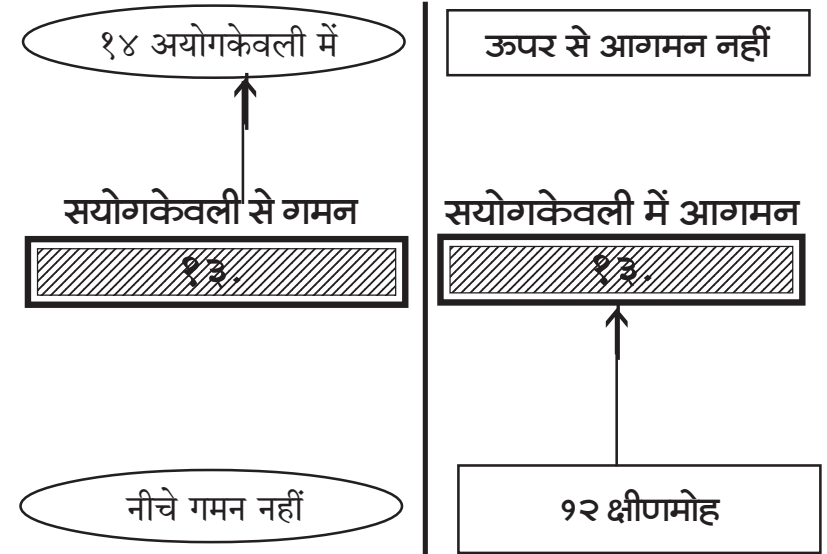 १४ अयोगकेवली में
सयोगकेवली से गमन
१३.
नीचे गमन नहीं
ऊपर से आगमन नहीं
सयोगकेवली में आगमन
१३.
१२ क्षीणमोह